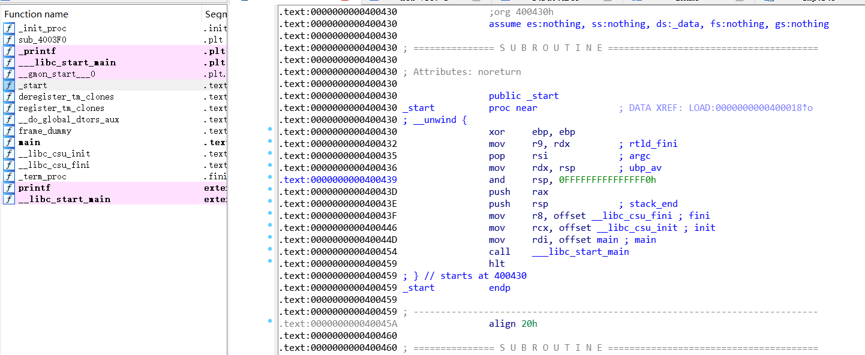 Function name Segn
_init_proc .init
sub_4003F0 .plt
_printf .plt
___libc_start_main .plt
__gmon_start___0 .plt.
_start .text
deregister_tm_clones .text
register_tm_clones .text
__do_global_dtors_aux .text
frame_dummy .text
main .text
__libc_csu_init .text
__libc_csu_fini .text
_term_proc .fini
printf exte
__libc_start_main exte
.text:0000000000400430 ;org 400430h
.text:0000000000400430 assume es:nothing, ss:nothing, ds:_data, fs:nothing, gs:nothing
.text:0000000000400430
.text:0000000000400430 ; =============== S U B R O U T I N E =======================================
.text:0000000000400430
.text:0000000000400430 ; Attributes: noreturn
.text:0000000000400430
.text:0000000000400430 public _start
.text:0000000000400430 _start proc near ; DATA XREF: LOAD:0000000000400018↑o
.text:0000000000400430 ; __unwind {
.text:0000000000400430 xor ebp, ebp
.text:0000000000400432 mov r9, rdx ; rtld_fini
.text:0000000000400435 pop rsi ; argc
.text:0000000000400436 mov rdx, rsp ; ubp_av
.text:0000000000400439 and rsp, 0FFFFFFFFFFFFFFF0h
.text:000000000040043D push rax
.text:000000000040043E push rsp ; stack_end
.text:000000000040043F mov r8, offset __libc_csu_fini ; fini
.text:0000000000400446 mov rcx, offset __libc_csu_init ; init
.text:000000000040044D mov rdi, offset main ; main
.text:0000000000400454 call ___libc_start_main
.text:0000000000400459 hlt
.text:0000000000400459 ; } // starts at 400430
.text:0000000000400459 _start endp
.text:0000000000400459
.text:0000000000400459 ; ---------------------------------------------------------------------------
.text:000000000040045A align 20h
.text:0000000000400460
.text:0000000000400460 ; =============== S U B R O U T I N E =======================================